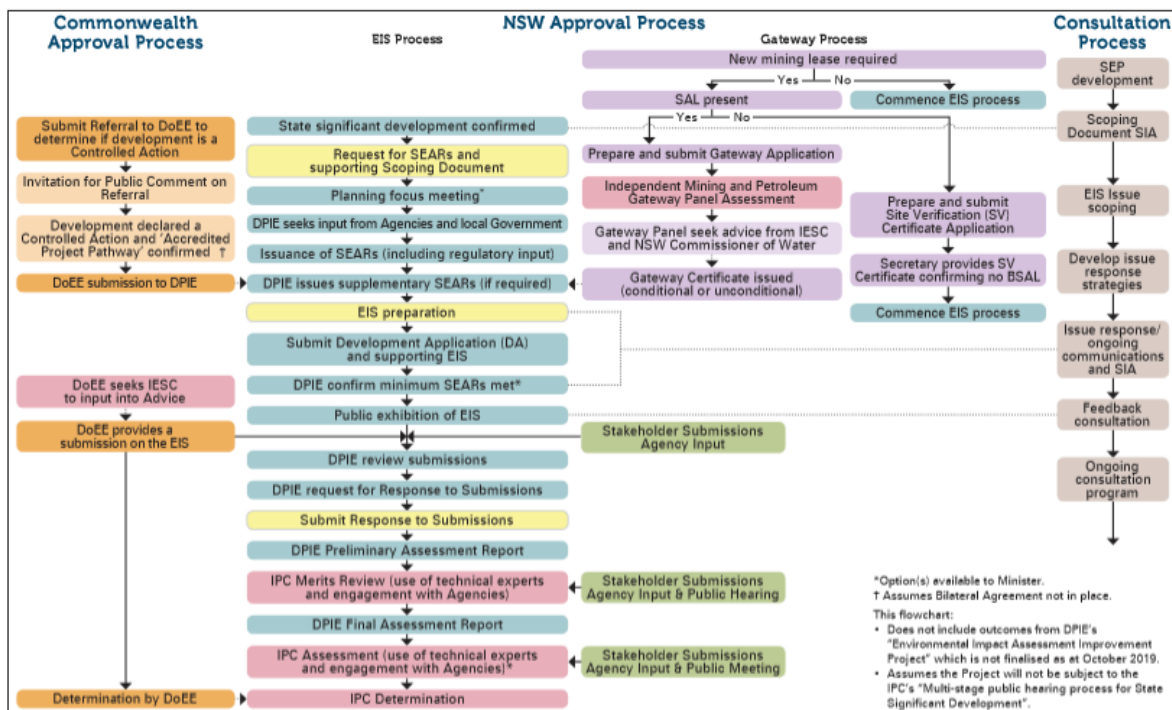 Commonwealth
Approval Process
NSW Approval Process
EIS Process
Gateway Process
Consultation
Process
Submit Referral to DoEE to
determine if development is a
Controlled Action
Invitation for Public Comment on
Referral
Development declared a
Controlled Action and ‘Accredited
Project Pathway’ confirmed †
DoEE submission to DPIE
DoEE seeks IESC
to input into Advice
DoEE provides a
submission on the EIS
Determination by DoEE
State significant development confirmed
Request for SEARs and
supporting Scoping Document
Planning focus meeting^
DPIE seeks input from Agencies and local Government
Issuance of SEARs (including regulatory input)
DPIE issues supplementary SEARs (if required)
EIS preparation
Submit Development Application (DA)
and supporting EIS
DPIE confirm minimum SEARs met*
Public exhibition of EIS
DPIE review submissions
DPIE request for Response to Submissions
Submit Response to Submissions
DPIE Preliminary Assessment Report
IPC Merits Review (use of technical experts
and engagement with Agencies)
DPIE Final Assessment Report
IPC Assessment (use of technical experts
and engagement with Agencies)*
IPC Determination
New mining lease required
Yes
No
SAL present
Commence EIS process
Yes
No
Prepare and submit Gateway Application
Independent Mining and Petroleum
Gateway Panel Assessment
Gateway Panel seek advice from IESC
and NSW Commissioner of Water
Gateway Certificate issued
(conditional or unconditional)
Prepare and submit
Site Verification (SV)
Certificate Application
Secretary provides SV
Certificate confirming no BSAL
Commence EIS process
Stakeholder Submissions
Agency Input
Stakeholder Submissions
Agency Input & Public Hearing
Stakeholder Submissions
Agency Input & Public Meeting
SEP
development
Scoping
Document SIA
EIS Issue
scoping
Develop issue
response
strategies
Issue response/
ongoing
communications
and SIA
Feedback
consultation
Ongoing
consultation
program
*Option(s) available to Minister.
† Assumes Bilateral Agreement not in place.
This flowchart:
• Does not include outcomes from DPIE’s
“Environmental Impact Assessment Improvement
Project” which is not finalised as at October 2019.
• Assumes the Project will not be subject to the
IPC’s “Multi-stage public hearing process for State
Significant Development”.